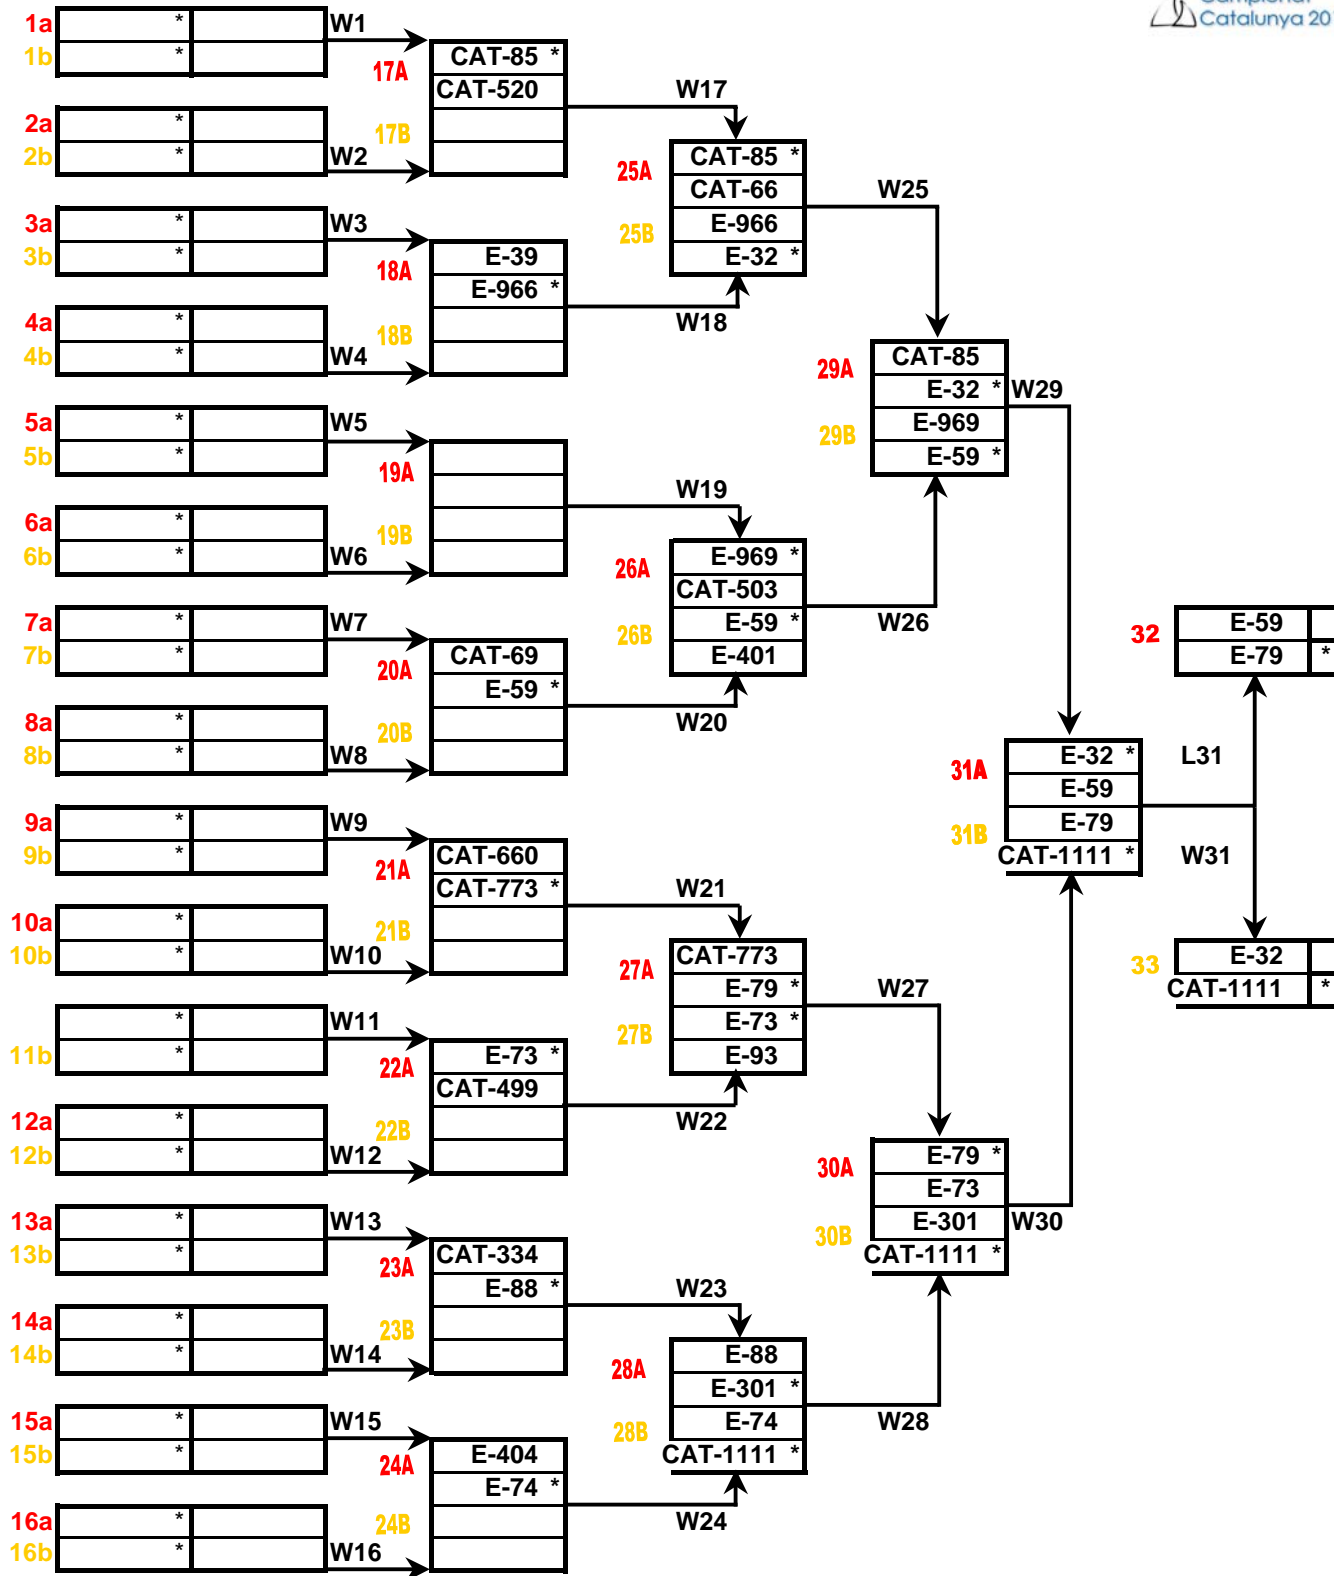 Campionat
Catalunya 20
1a * W1
1b *
17A CAT-85 *
CAT-520
W17
2a *
17B
2b * W2
25A CAT-85 *
CAT-66
25B E-966
E-32 *
W25
3a * W3
3b *
18A E-39
E-966 *
W18
4a *
18B
4b * W4
29A CAT-85
E-32 * W29
29B E-969
E-59 *
5a * W5
5b *
19A
W19
6a *
19B
6b * W6
26A E-969 *
CAT-503
26B E-59 *
E-401
W26
7a * W7
7b *
20A CAT-69
E-59 *
W20
8a *
20B
8b * W8
32 E-59
E-79 *
31A E-32 *
E-59
31B E-79
CAT-1111 *
L31
W31
9a * W9
9b *
21A CAT-660
CAT-773 *
W21
10a *
21B
10b * W10
27A CAT-773
E-79 *
27B E-73 *
E-93
W27
33 E-32
CAT-1111 *
* W11
11b *
22A E-73 *
CAT-499
W22
12a *
22B
12b * W12
30A E-79 *
E-73
30B E-301 W30
CAT-1111 *
13a * W13
13b *
23A CAT-334
E-88 *
W23
14a *
23B
14b * W14
28A E-88
E-301 *
28B E-74
CAT-1111 *
W28
15a * W15
15b *
24A E-404
E-74 *
W24
16a *
24B
16b * W16